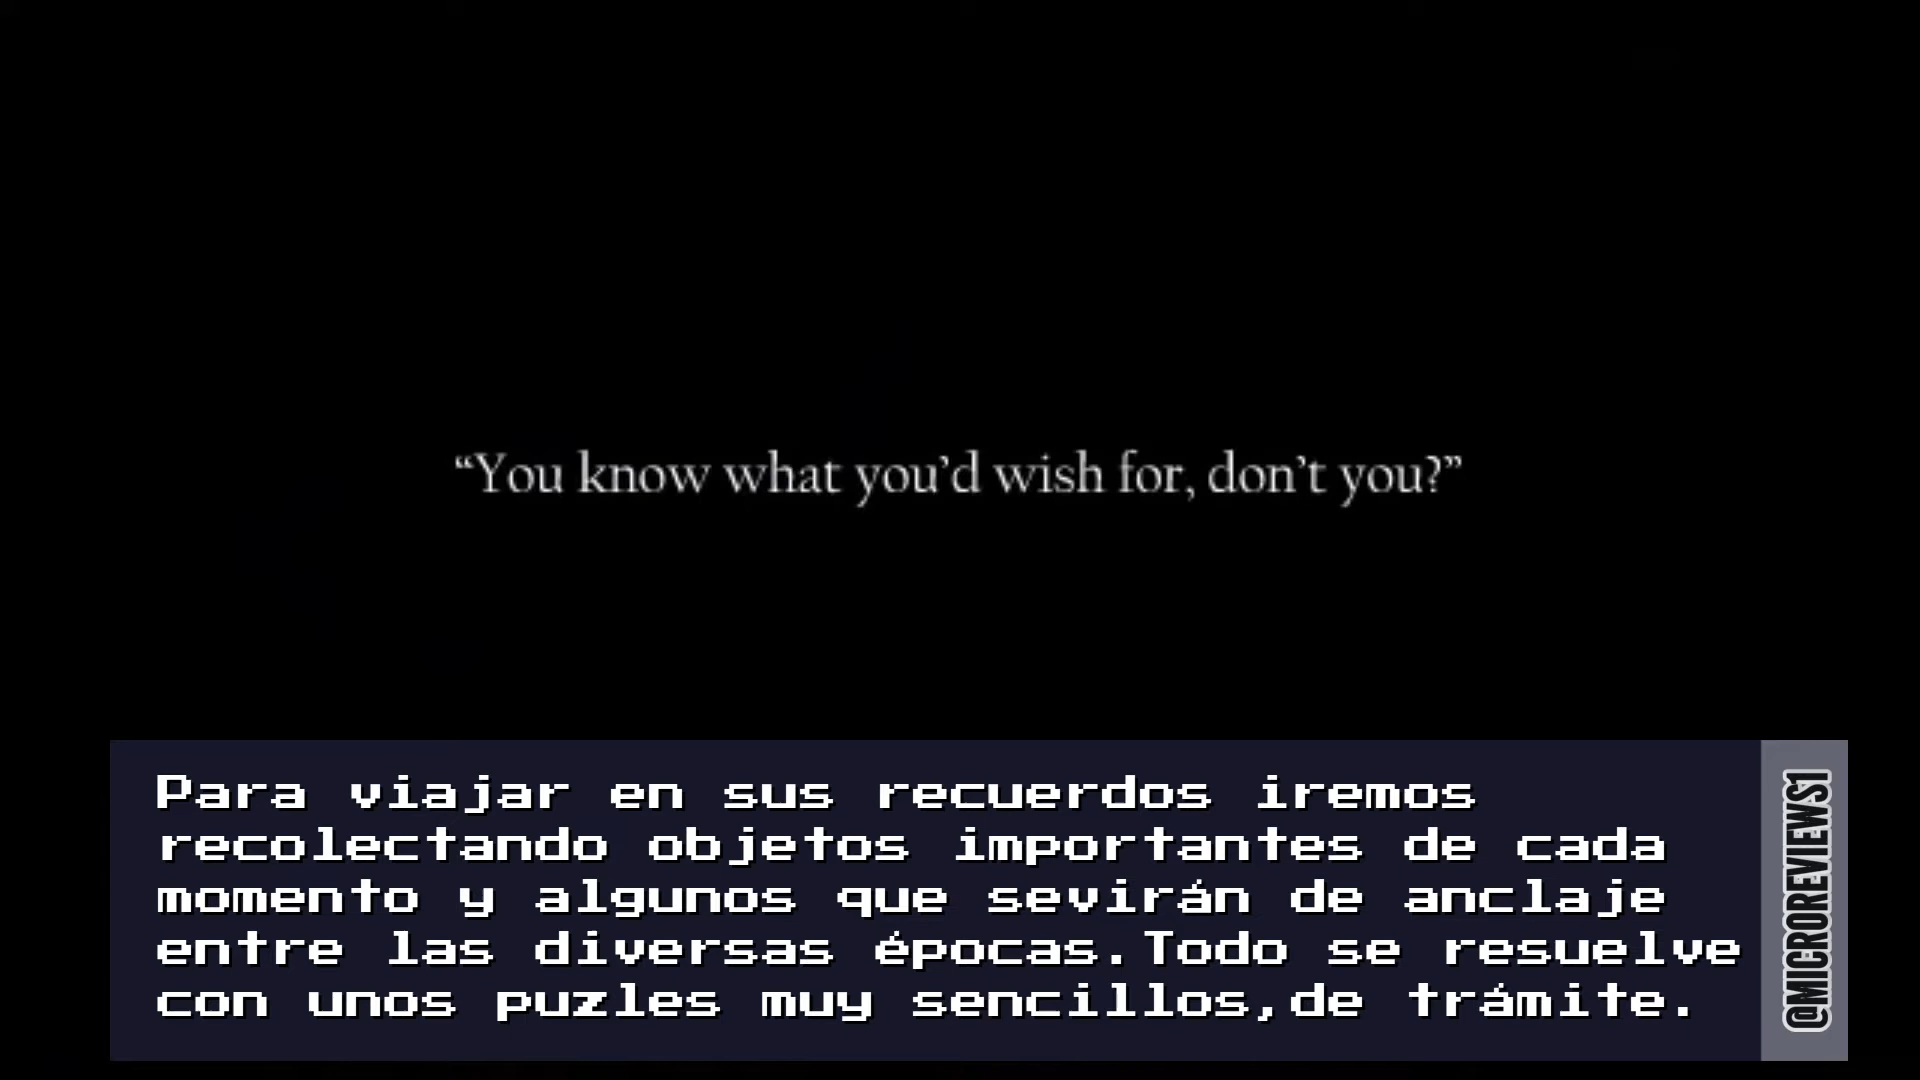 “You know what you’d wish for, don’t you?”
Para viajar en sus recuerdos iremos
recolectando objetos importantes de cada
momento y algunos que sevirán de anclaje
entre las diversas épocas.Todo se resuelve
con unos puzles muy sencillos,de trámite.
@MICROREVIEWS1